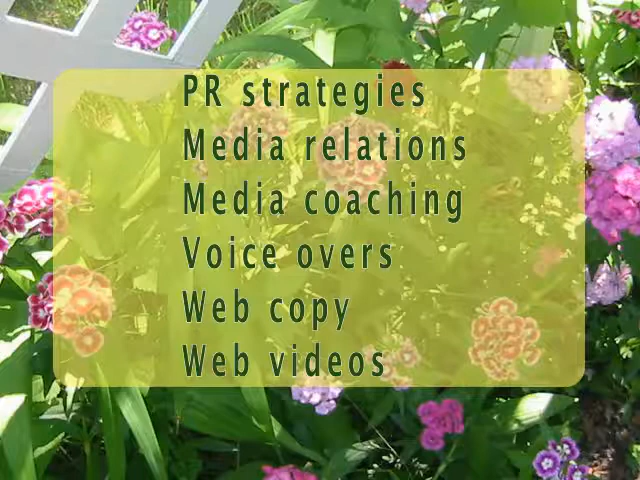 PR strategies
Media relations
Media coaching
Voice overs
Web copy
Web videos